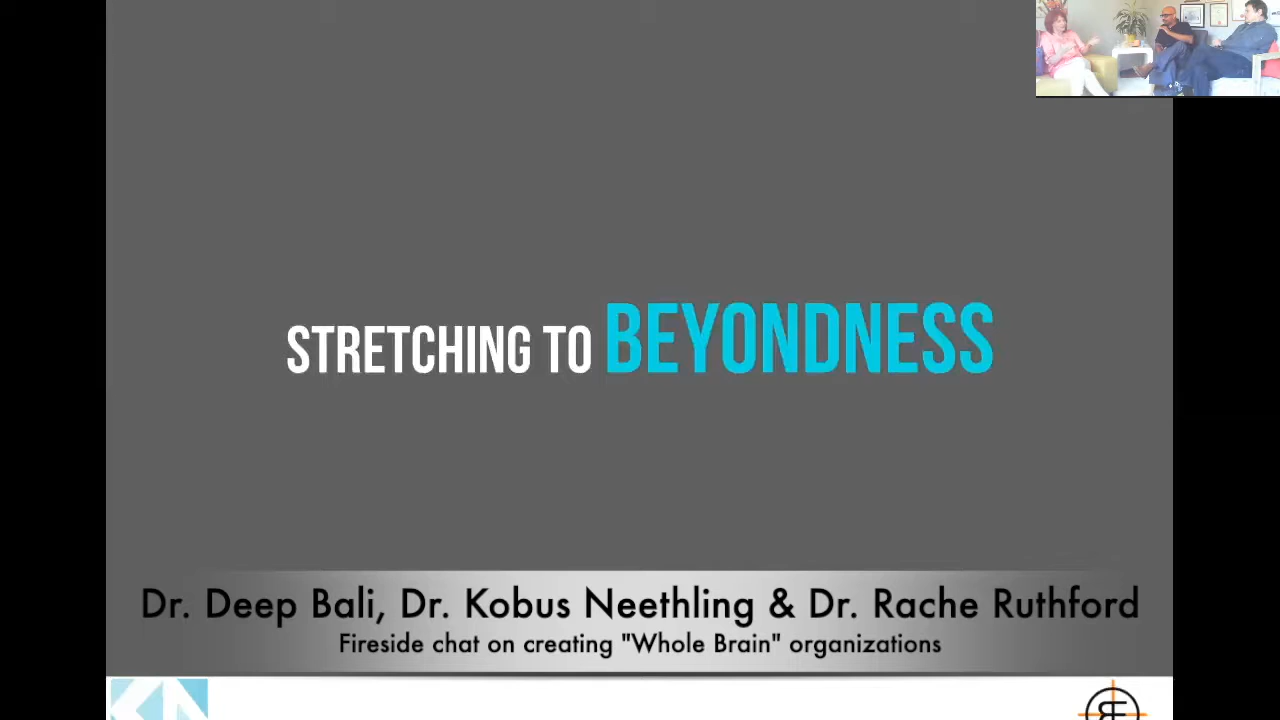 STRETCHING TO BEYONDNESS
Dr. Deep Bali, Dr. Kobus Neethling & Dr. Rache Ruthford
Fireside chat on creating "Whole Brain" organizations